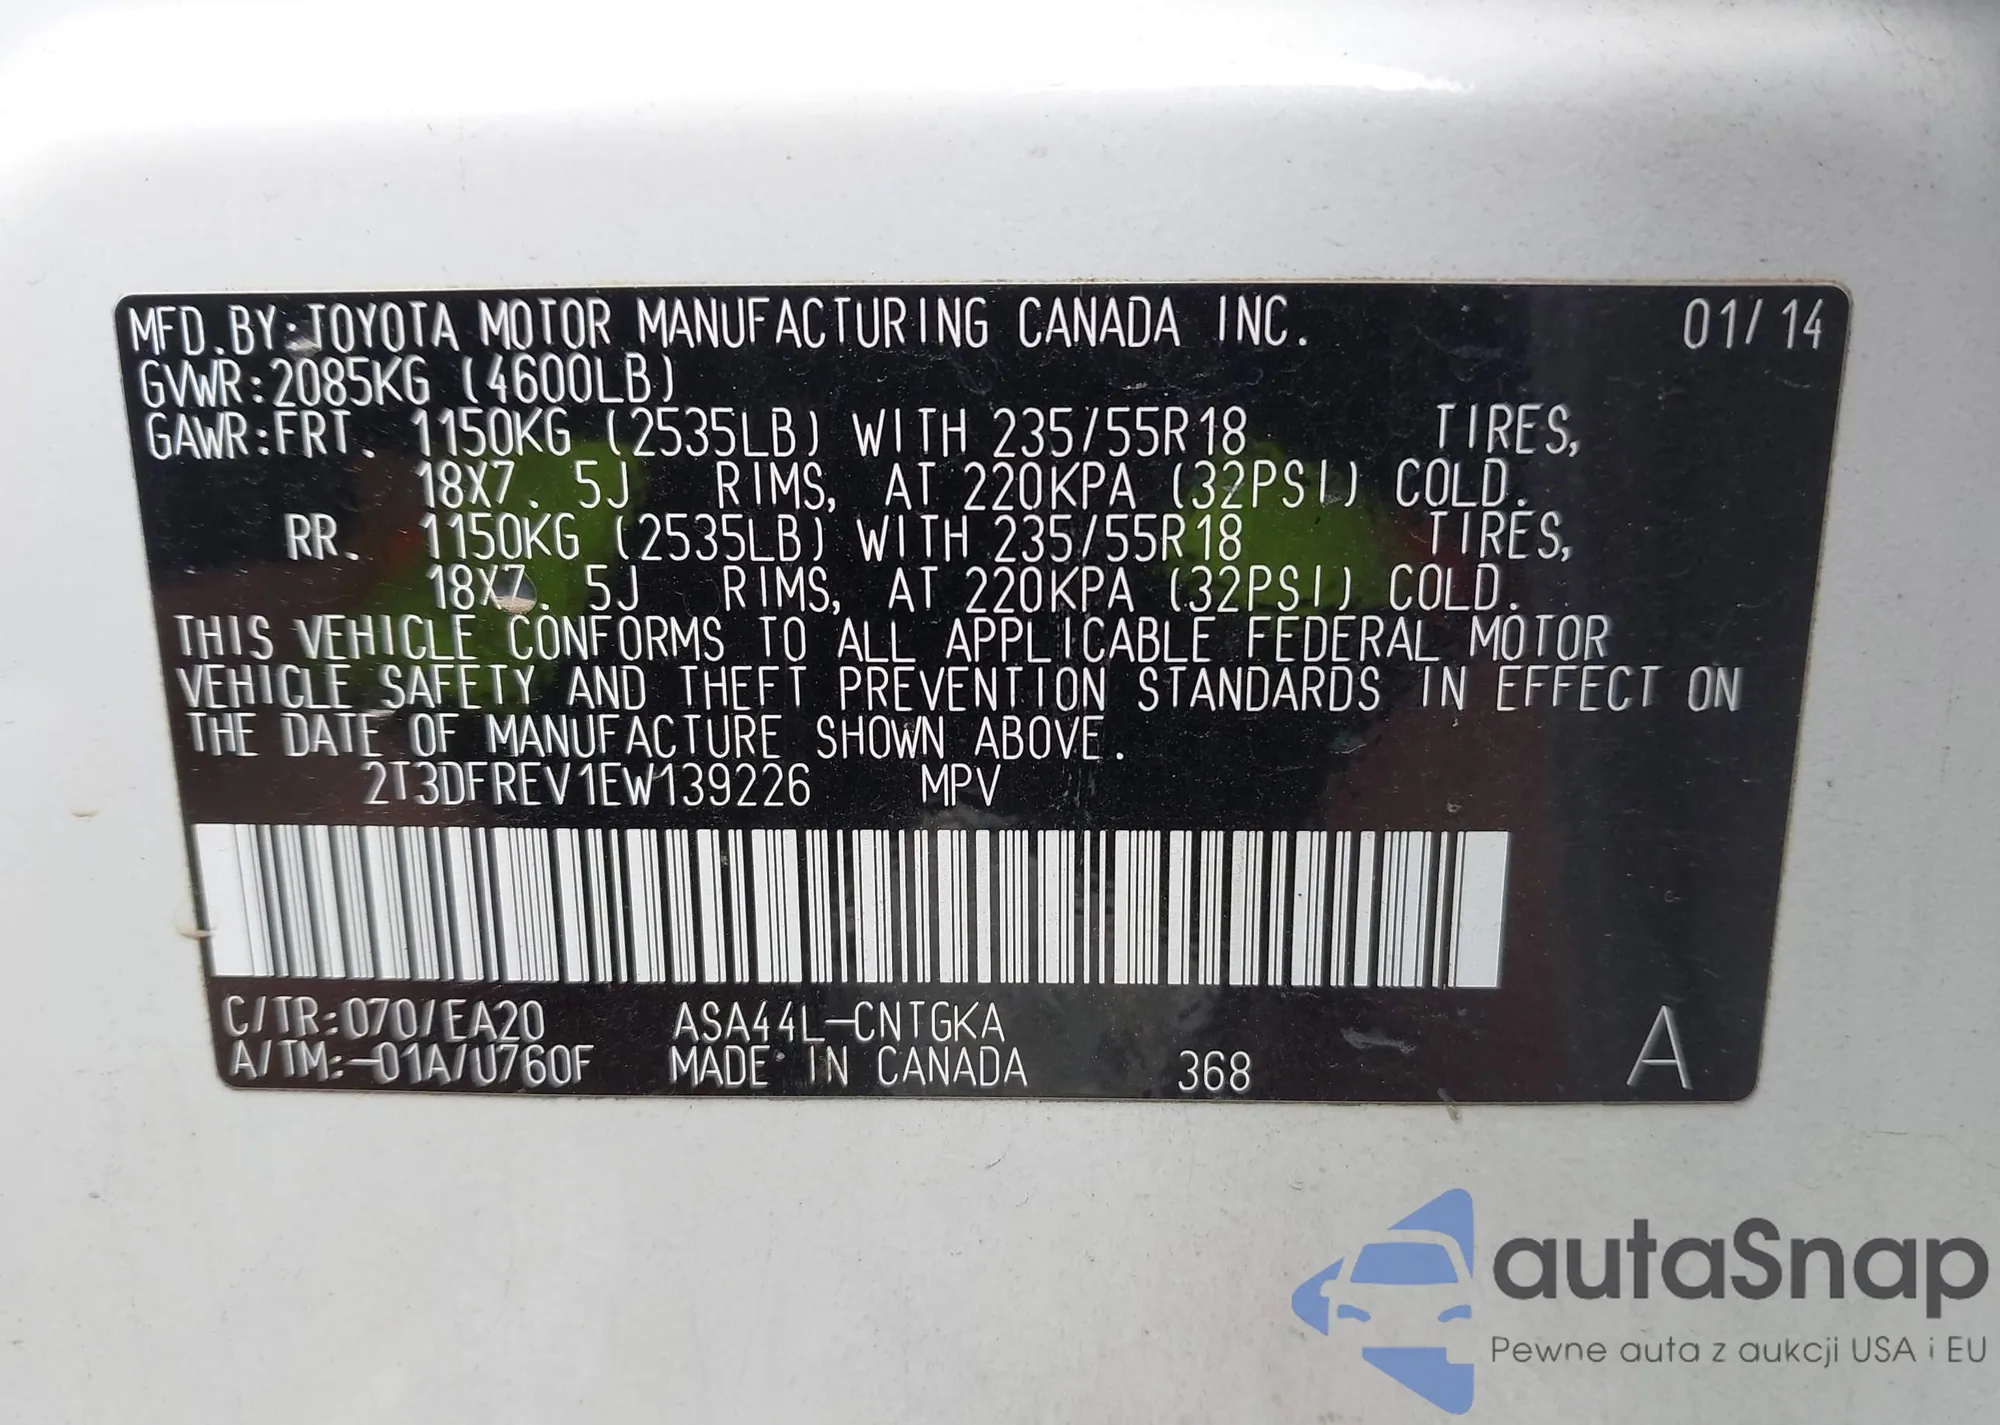 MFD. BY: TOYOTA MOTOR MANUFACTURING CANADA INC. 01/14
GVWR: 2085KG (4600LB)
GAWR: FRT. 1150KG (2535LB) WITH 235/55R18 TIRES,
18X7. 5J RIMS, AT 220KPA (32PSI) COLD.
RR. 1150KG (2535LB) WITH 235/55R18 TIRES,
18X7. 5J RIMS, AT 220KPA (32PSI) COLD.
THIS VEHICLE CONFORMS TO ALL APPLICABLE FEDERAL MOTOR
VEHICLE SAFETY AND THEFT PREVENTION STANDARDS IN EFFECT ON
THE DATE OF MANUFACTURE SHOWN ABOVE.
2T3DFREV1EW139226 MPV
C/TR:070/EA20 ASA44L-CNTGKA
A/TM:-01A/U760F MADE IN CANADA 368 A
autaSnap
Pewne auta z aukcji USA i EU